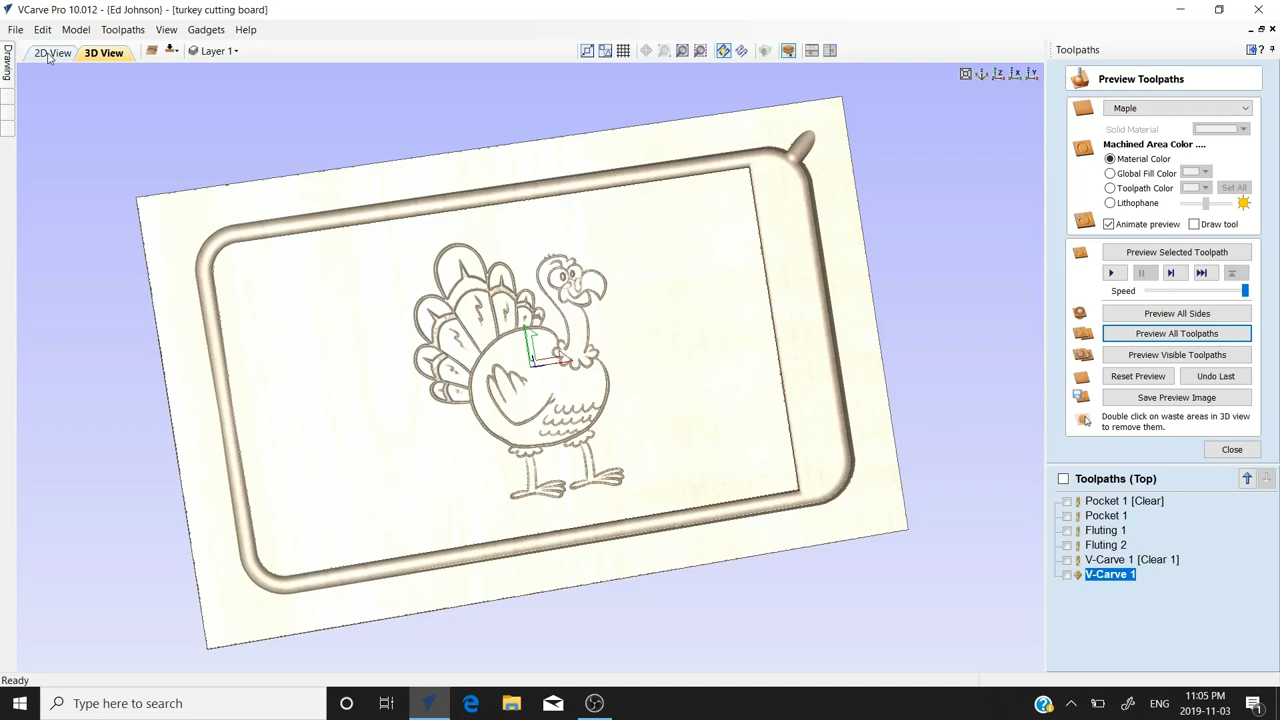 VCarve Pro 10.012 - {Ed Johnson} - [turkey cutting board]
File Edit Model Toolpaths View Gadgets Help
2D View 3D View Layer 1
Drawing
Toolpaths
Preview Toolpaths
Maple
Solid Material
Machined Area Color ....
Material Color
Global Fill Color
Toolpath Color Set All
Lithophane
Animate preview Draw tool
Preview Selected Toolpath
Speed
Preview All Sides
Preview All Toolpaths
Preview Visible Toolpaths
Reset Preview Undo Last
Save Preview Image
Double click on waste areas in 3D view
to remove them.
Close
Toolpaths (Top)
Pocket 1 [Clear]
Pocket 1
Fluting 1
Fluting 2
V-Carve 1 [Clear 1]
V-Carve 1
Ready
Type here to search
ENG
11:05 PM
2019-11-03